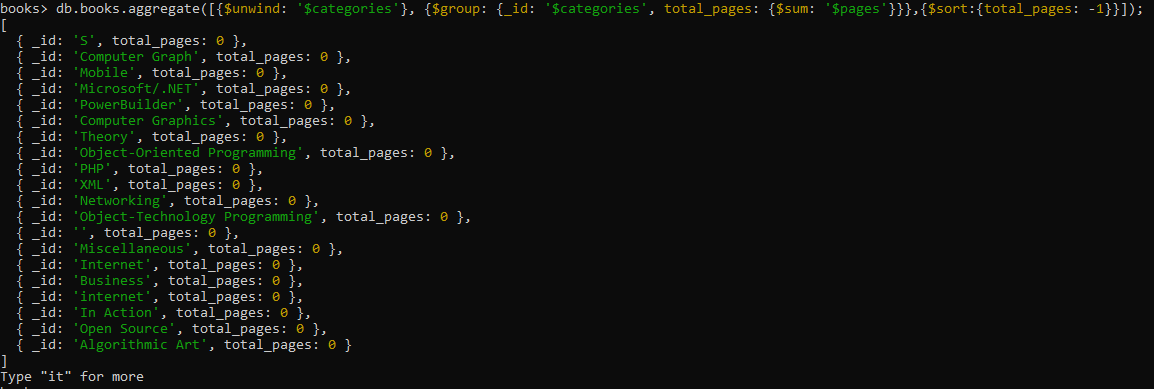 books> db.books.aggregate([{$unwind: '$categories'}, {$group: {_id: '$categories', total_pages: {$sum: '$pages'}}},{$sort:{total_pages: -1}}]);
[
  { _id: 'S', total_pages: 0 },
  { _id: 'Computer Graph', total_pages: 0 },
  { _id: 'Mobile', total_pages: 0 },
  { _id: 'Microsoft/.NET', total_pages: 0 },
  { _id: 'PowerBuilder', total_pages: 0 },
  { _id: 'Computer Graphics', total_pages: 0 },
  { _id: 'Theory', total_pages: 0 },
  { _id: 'Object-Oriented Programming', total_pages: 0 },
  { _id: 'PHP', total_pages: 0 },
  { _id: 'XML', total_pages: 0 },
  { _id: 'Networking', total_pages: 0 },
  { _id: 'Object-Technology Programming', total_pages: 0 },
  { _id: '', total_pages: 0 },
  { _id: 'Miscellaneous', total_pages: 0 },
  { _id: 'Internet', total_pages: 0 },
  { _id: 'Business', total_pages: 0 },
  { _id: 'internet', total_pages: 0 },
  { _id: 'In Action', total_pages: 0 },
  { _id: 'Open Source', total_pages: 0 },
  { _id: 'Algorithmic Art', total_pages: 0 }
]
Type "it" for more